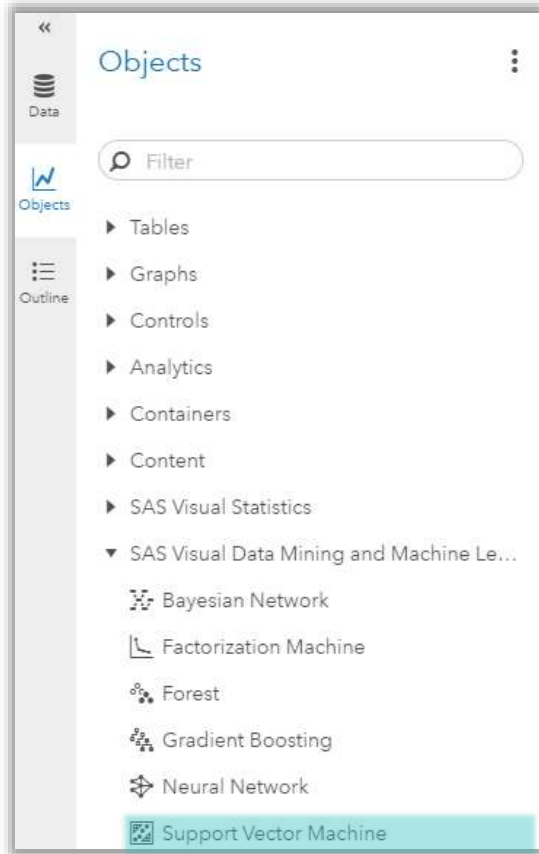 «
Data
Objects
Outline
Objects
Filter
Tables
Graphs
Controls
Analytics
Containers
Content
SAS Visual Statistics
SAS Visual Data Mining and Machine Le...
Bayesian Network
Factorization Machine
Forest
Gradient Boosting
Neural Network
Support Vector Machine